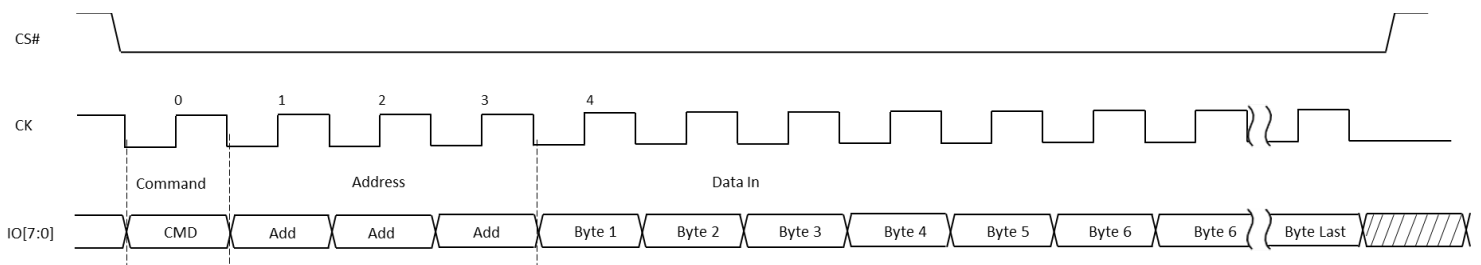 CS#
0 1 2 3 4
CK
Command Address Data In
IO[7:0] CMD Add Add Add Byte 1 Byte 2 Byte 3 Byte 4 Byte 5 Byte 6 Byte 6 Byte Last